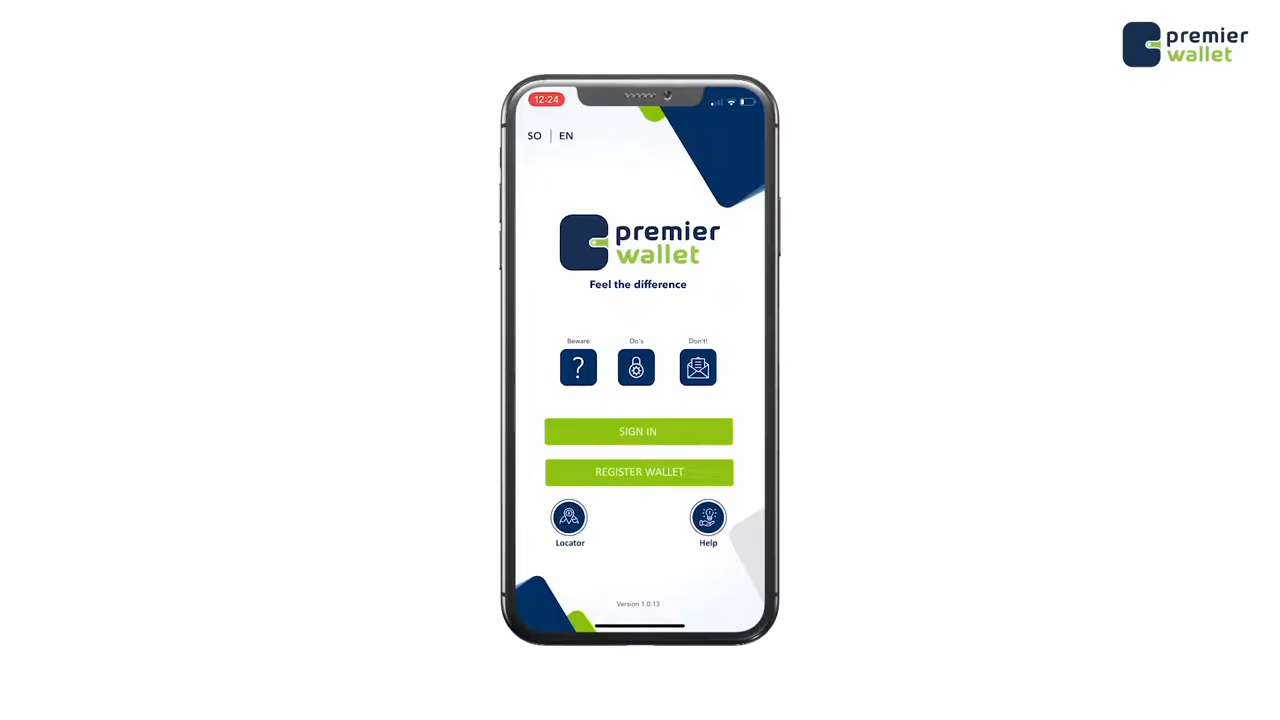 premier
wallet
12:24
SO | EN
premier
wallet
Feel the difference
Beware
Do's
Don't!
?
SIGN IN
REGISTER WALLET
Locator
Help
Version 1.0.13